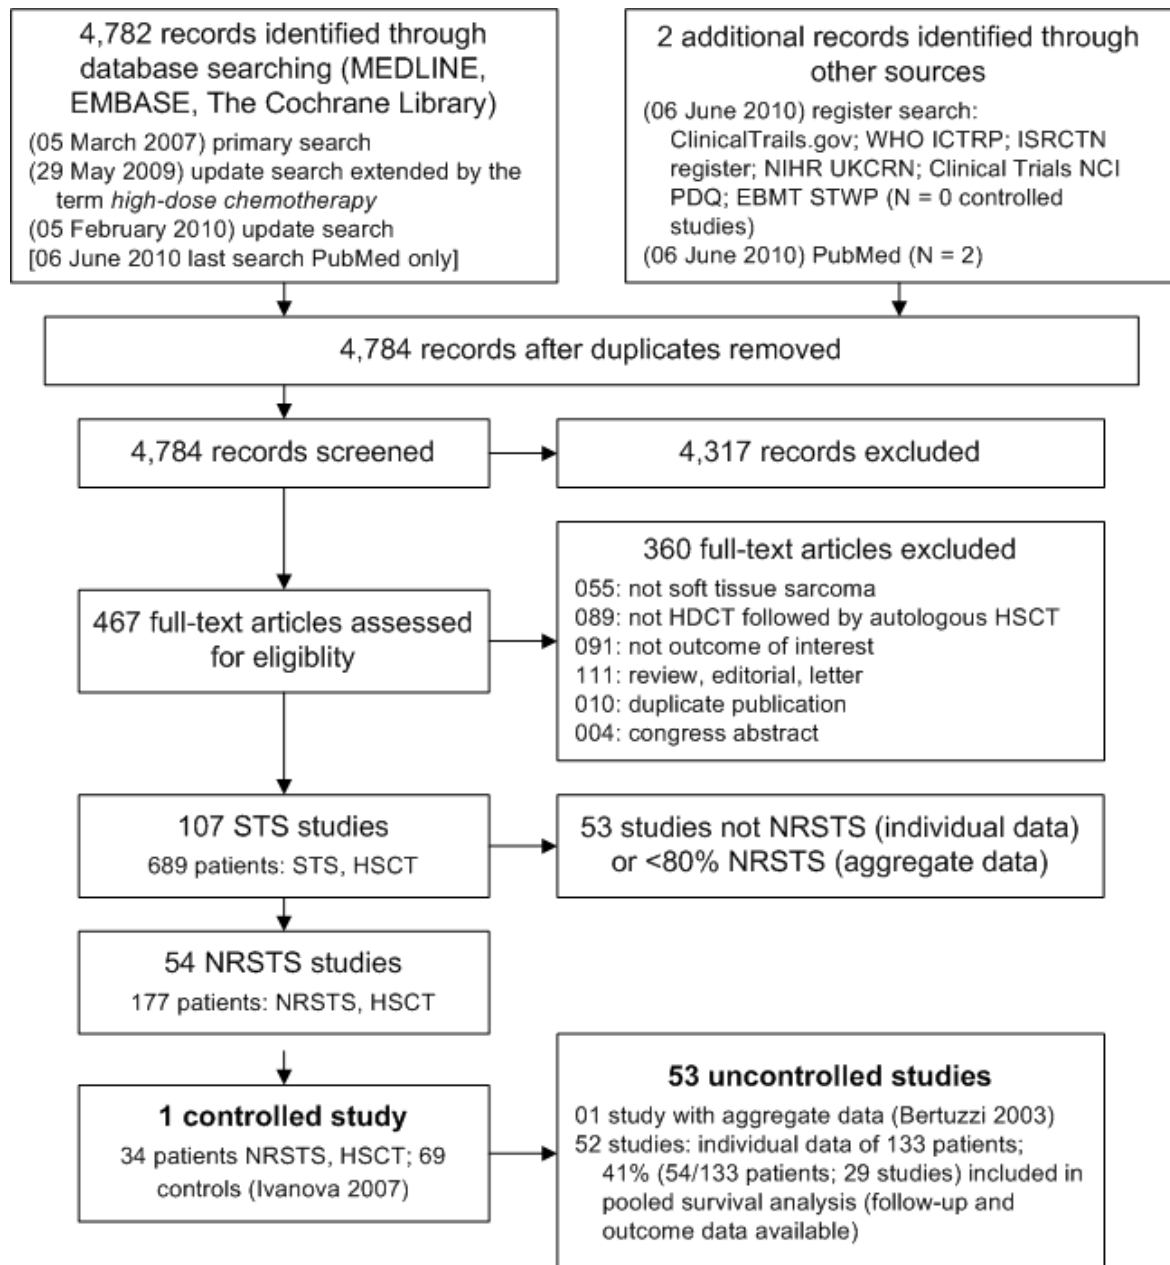 4,782 records identified through
database searching (MEDLINE,
EMBASE, The Cochrane Library)
(05 March 2007) primary search
(29 May 2009) update search extended by the
term high-dose chemotherapy
(05 February 2010) update search
[06 June 2010 last search PubMed only]
2 additional records identified through
other sources
(06 June 2010) register search:
ClinicalTrails.gov; WHO ICTRP; ISRCTN
register; NIHR UKCRN; Clinical Trials NCI
PDQ; EBMT STWP (N = 0 controlled
studies)
(06 June 2010) PubMed (N = 2)
4,784 records after duplicates removed
4,784 records screened
4,317 records excluded
467 full-text articles assessed
for eligiblity
360 full-text articles excluded
055: not soft tissue sarcoma
089: not HDCT followed by autologous HSCT
091: not outcome of interest
111: review, editorial, letter
010: duplicate publication
004: congress abstract
107 STS studies
689 patients: STS, HSCT
53 studies not NRSTS (individual data)
or <80% NRSTS (aggregate data)
54 NRSTS studies
177 patients: NRSTS, HSCT
1 controlled study
34 patients NRSTS, HSCT; 69
controls (Ivanova 2007)
53 uncontrolled studies
01 study with aggregate data (Bertuzzi 2003)
52 studies: individual data of 133 patients;
41% (54/133 patients; 29 studies) included in
pooled survival analysis (follow-up and
outcome data available)